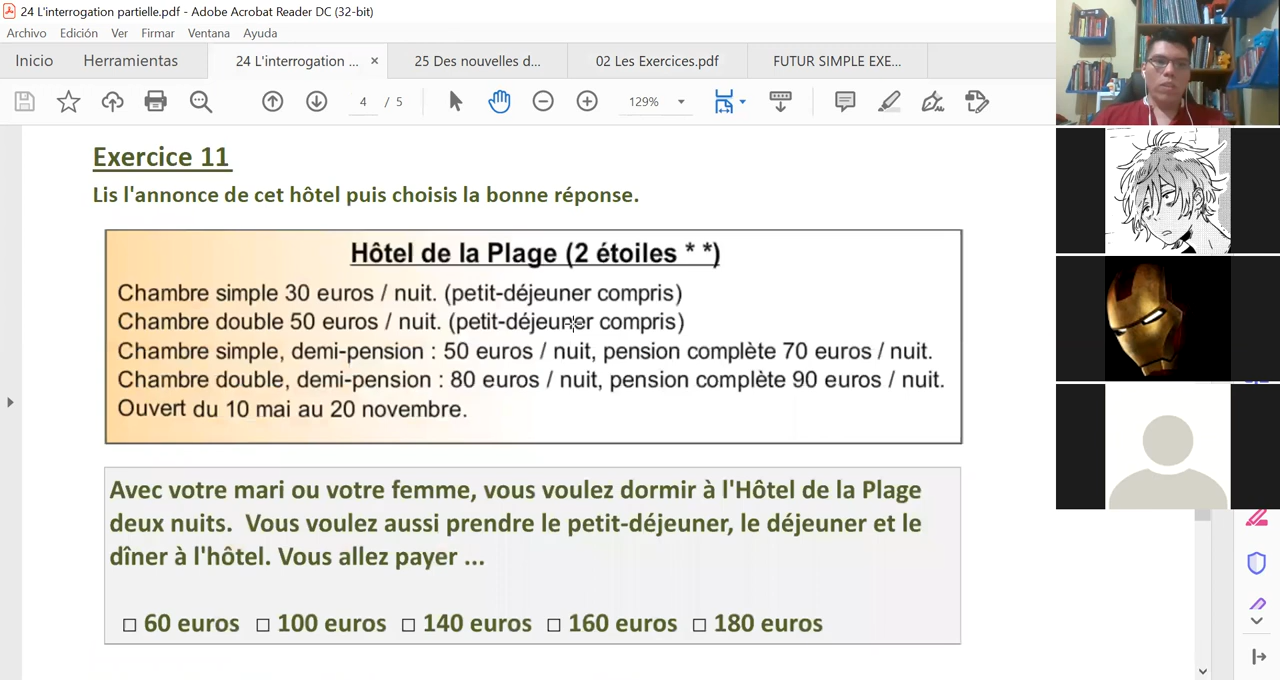 24 L'interrogation partielle.pdf - Adobe Acrobat Reader DC (32-bit)
Archivo Edición Ver Firmar Ventana Ayuda
Inicio Herramientas 24 L'interrogation ... × 25 Des nouvelles d... 02 Les Exercices.pdf FUTUR SIMPLE EXE...
4 / 5 129%
Exercice 11
Lis l'annonce de cet hôtel puis choisis la bonne réponse.
Hôtel de la Plage (2 étoiles * *)
Chambre simple 30 euros / nuit. (petit-déjeuner compris)
Chambre double 50 euros / nuit. (petit-déjeuner compris)
Chambre simple, demi-pension : 50 euros / nuit, pension complète 70 euros / nuit.
Chambre double, demi-pension : 80 euros / nuit, pension complète 90 euros / nuit.
Ouvert du 10 mai au 20 novembre.
Avec votre mari ou votre femme, vous voulez dormir à l'Hôtel de la Plage
deux nuits. Vous voulez aussi prendre le petit-déjeuner, le déjeuner et le
dîner à l'hôtel. Vous allez payer ...
□ 60 euros □ 100 euros □ 140 euros □ 160 euros □ 180 euros